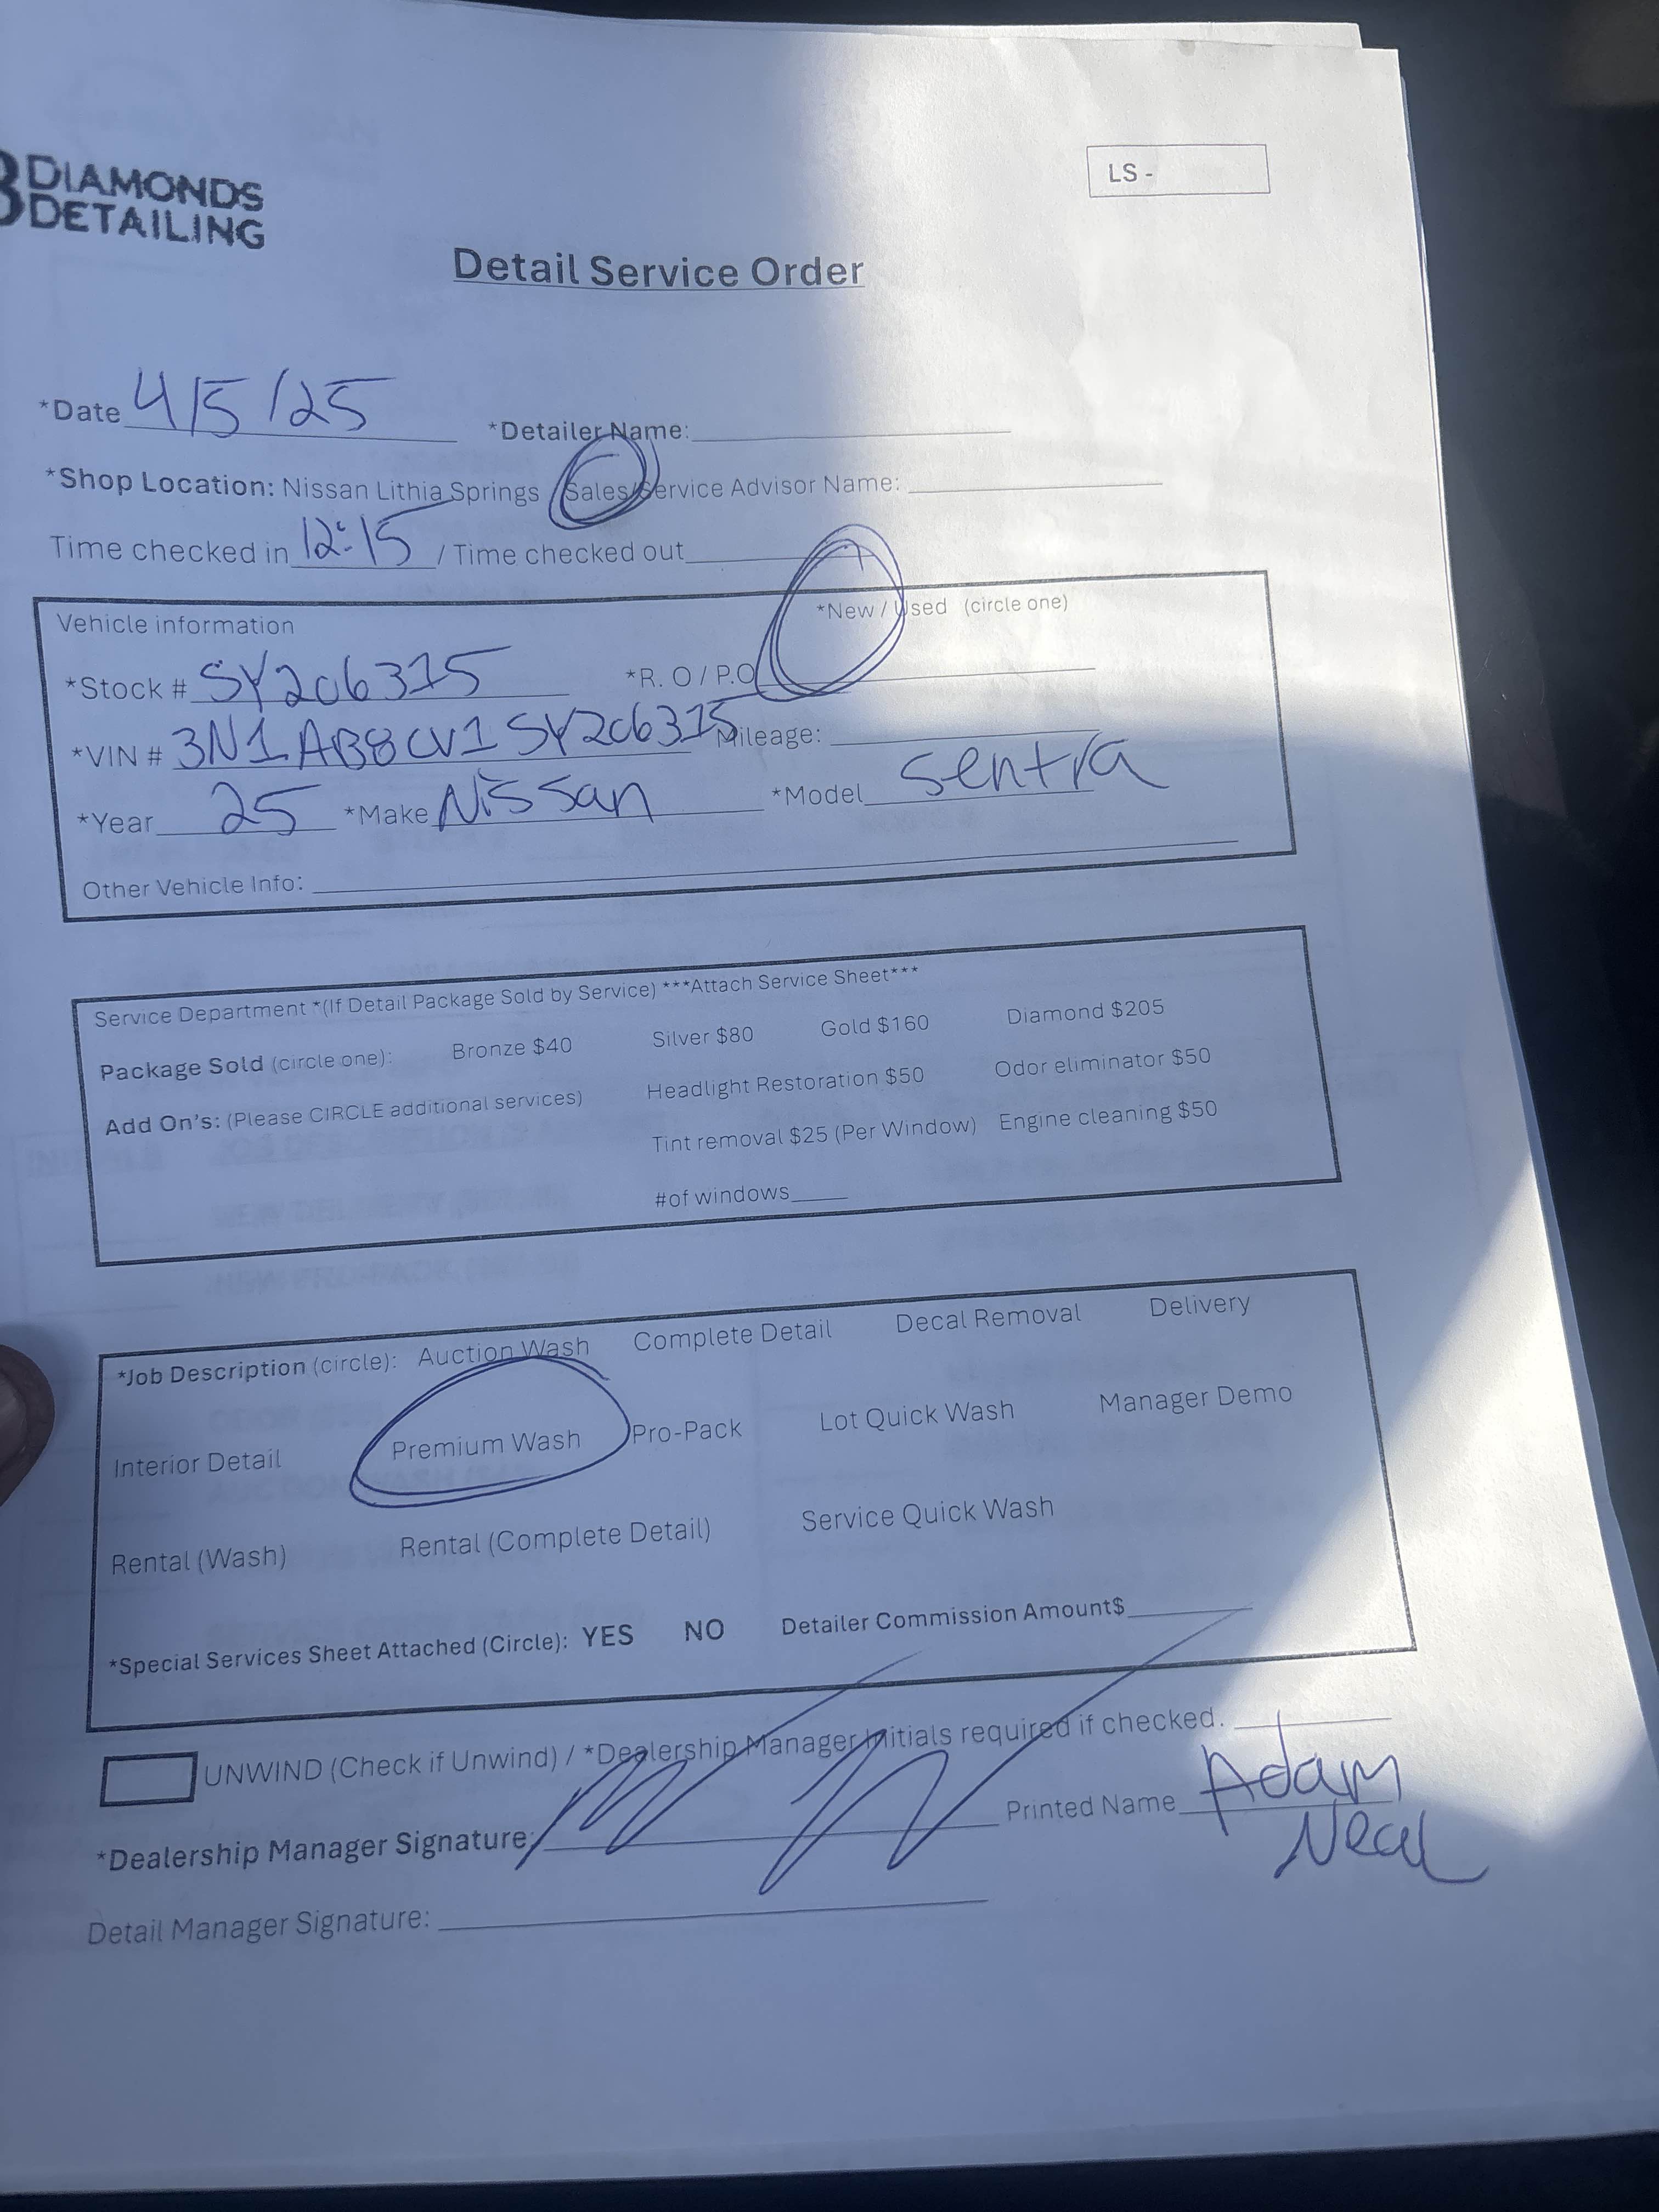 3 DIAMONDS
DETAILING
LS -
Detail Service Order
*Date 4/5/25 *Detailer Name:
*Shop Location: Nissan Lithia Springs / Sales/Service Advisor Name:
Time checked in 12:15 / Time checked out
Vehicle information *New / Used (circle one)
*Stock # SY206315 *R. O / P.O
*VIN # 3N1AB8CV1SY206315 Mileage:
*Year 25 *Make Nissan *Model Sentra
Other Vehicle Info:
Service Department *(If Detail Package Sold by Service) ***Attach Service Sheet***
Package Sold (circle one): Bronze $40 Silver $80 Gold $160 Diamond $205
Add On's: (Please CIRCLE additional services) Headlight Restoration $50 Odor eliminator $50
Tint removal $25 (Per Window) Engine cleaning $50
#of windows
*Job Description (circle): Auction Wash Complete Detail Decal Removal Delivery
Interior Detail Premium Wash Pro-Pack Lot Quick Wash Manager Demo
Rental (Wash) Rental (Complete Detail) Service Quick Wash
*Special Services Sheet Attached (Circle): YES NO Detailer Commission Amount$
UNWIND (Check if Unwind) / *Dealership Manager Initials required if checked.
*Dealership Manager Signature: Printed Name Adam
Neal
Detail Manager Signature: